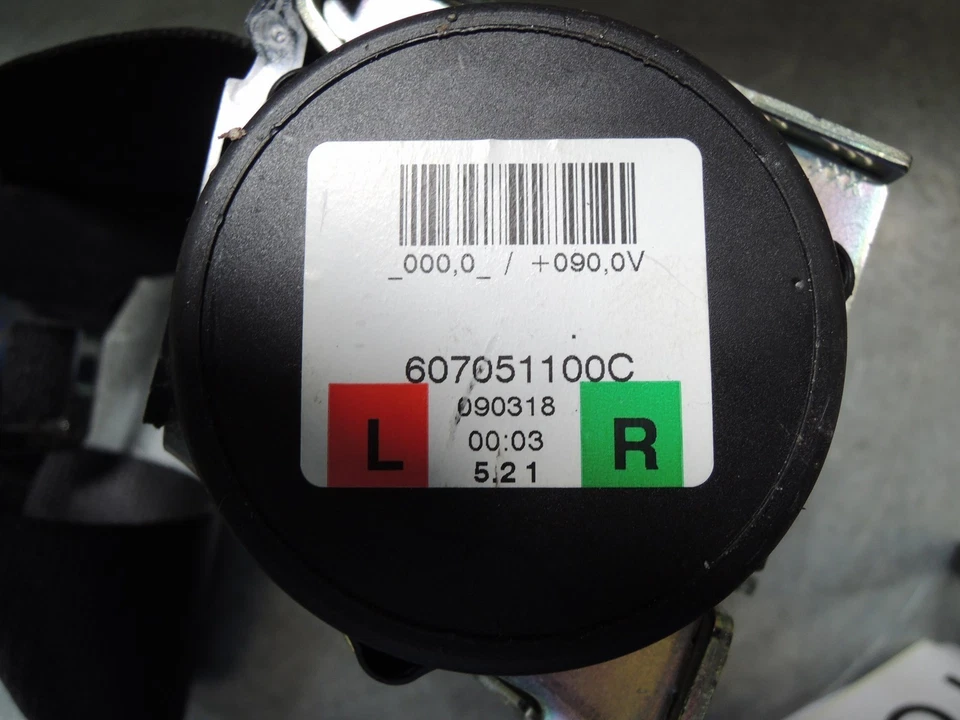 _000,0_ / +090,0V
607051100C
090318
00:03
5.21
L
R